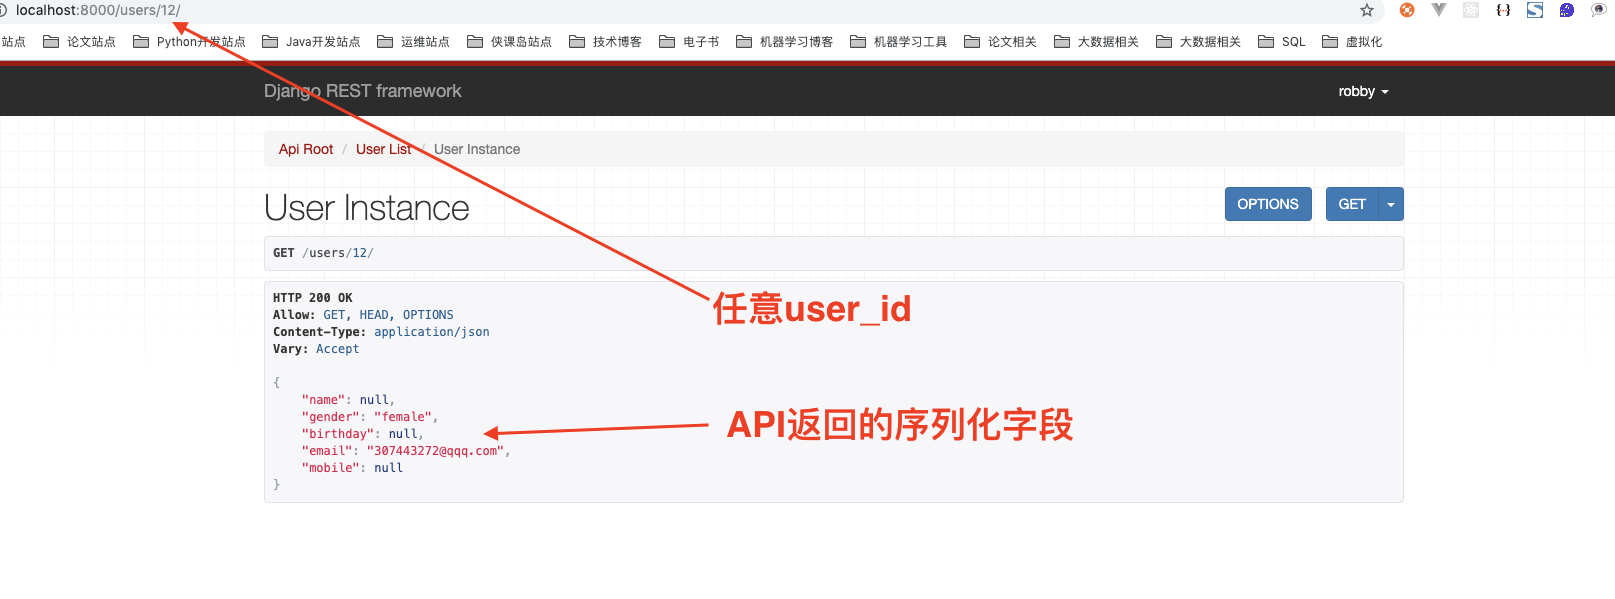 localhost:8000/users/12/
站点 论文站点 Python开发站点 Java开发站点 运维站点 侠课岛站点 技术博客 电子书 机器学习博客 机器学习工具 论文相关 大数据相关 大数据相关 SQL 虚拟化
Django REST framework robby
Api Root / User List / User Instance
User Instance OPTIONS GET
GET /users/12/
HTTP 200 OK
Allow: GET, HEAD, OPTIONS
Content-Type: application/json
Vary: Accept
任意user_id
{
"name": null,
"gender": "female",
"birthday": null,
"email": "307443272@qqq.com",
"mobile": null
}
API返回的序列化字段